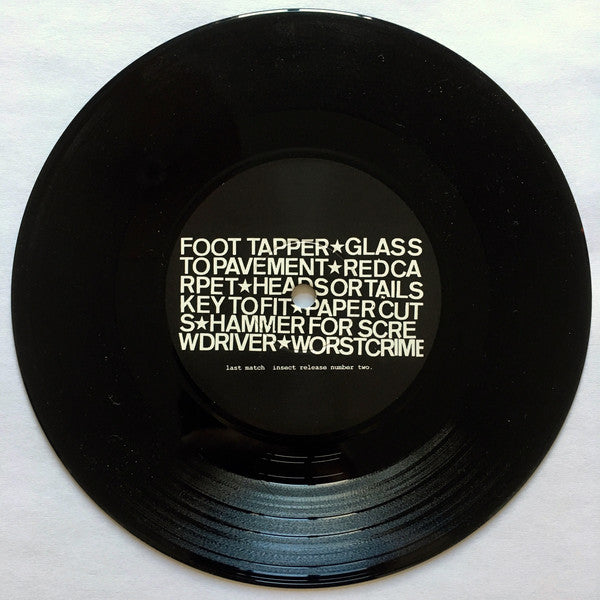 FOOT TAPPER★GLASS
TO PAVEMENT★RED CA
RPET★HEADS OR TAILS
KEY TO FIT★PAPER CUT
S★HAMMER FOR SCRE
WDRIVER★WORST CRIME
last match  insect release number two.